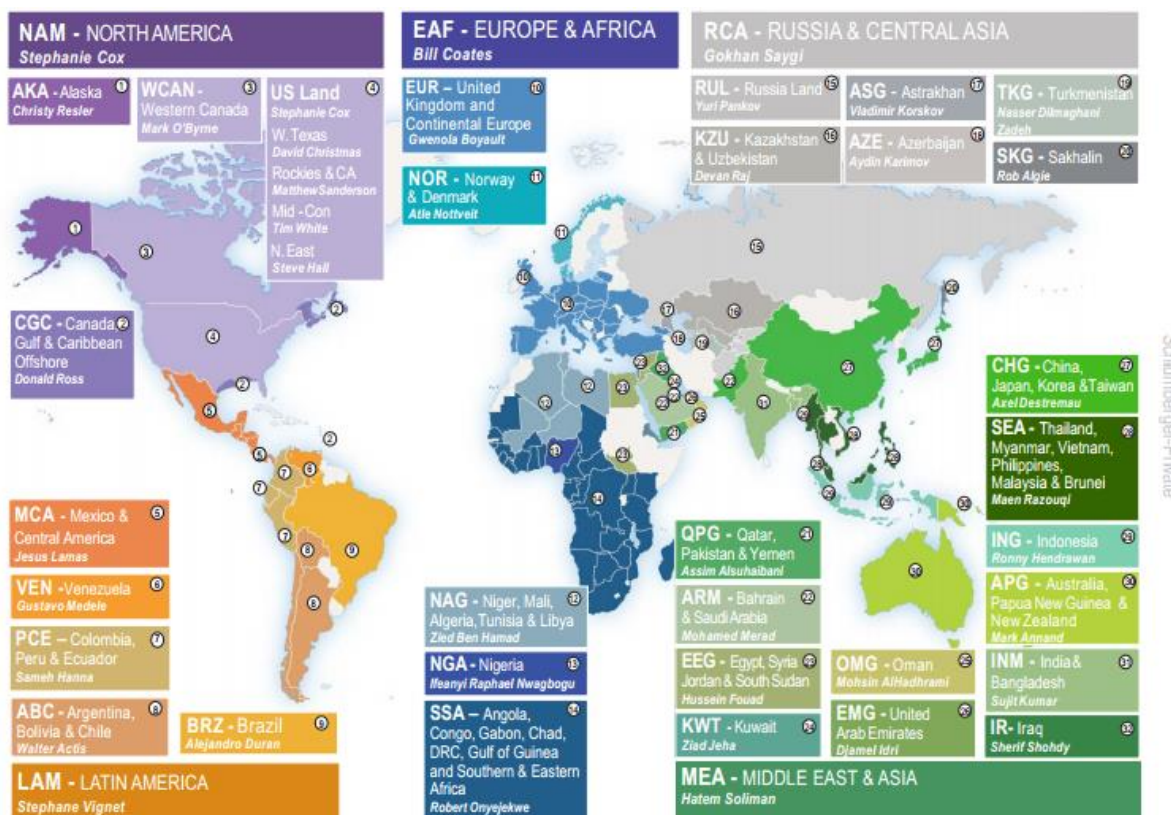 NAM - NORTH AMERICA
Stephanie Cox
AKA - Alaska 1
Christy Resler
WCAN - 3
Western Canada
Mark O'Byrne
US Land 4
Stephanie Cox
W. Texas
David Christmas
Rockies & CA
Matthew Sanderson
Mid -Con
Tim White
N. East
Steve Hall
CGC - Canada, 2
Gulf & Caribbean
Offshore
Donald Ross
EAF - EUROPE & AFRICA
Bill Coates
EUR – United 10
Kingdom and
Continental Europe
Gwenola Boyault
NOR - Norway 11
& Denmark
Atle Nottveit
RCA - RUSSIA & CENTRAL ASIA
Gokhan Saygi
RUL - Russia Land 15
Yuri Pankov
ASG - Astrakhan 17
Vladimir Korskov
TKG - Turkmenistan 19
Nasser Dilmaghani
Zadeh
KZU - Kazakhstan 16
& Uzbekistan
Devan Raj
AZE - Azerbaijan 18
Aydin Karimov
SKG - Sakhalin 20
Rob Algie
MCA - Mexico & 5
Central America
Jesus Lamas
VEN -Venezuela 6
Gustavo Medele
PCE – Colombia, 7
Peru & Ecuador
Sameh Hanna
ABC - Argentina, 8
Bolivia & Chile
Walter Actis
BRZ - Brazil 9
Alejandro Duran
LAM – LATIN AMERICA
Stephane Vignet
NAG - Niger, Mali, 12
Algeria,Tunisia & Libya
Zied Ben Hamad
NGA - Nigeria 13
Ifeanyi Raphael Nwagbogu
SSA – Angola, 14
Congo, Gabon, Chad,
DRC, Gulf of Guinea
and Southern & Eastern
Africa
Robert Onyejekwe
QPG - Qatar, 21
Pakistan & Yemen
Assim Alsuhaibani
ARM - Bahrain 22
& Saudi Arabia
Mohamed Merad
EEG - Egypt, Syria 23
Jordan & South Sudan
Hussein Fouad
KWT - Kuwait 24
Ziad Jeha
OMG - Oman 25
Mohsin AlHadhrami
EMG - United 26
Arab Emirates
Djamel Idri
CHG - China, 27
Japan, Korea &Taiwan
Axel Destremau
SEA - Thailand, 28
Myanmar, Vietnam,
Philippines,
Malaysia & Brunei
Maen Razouqi
ING - Indonesia 29
Ronny Hendrawan
APG - Australia, 30
Papua New Guinea &
New Zealand
Mark Annand
INM - India & 31
Bangladesh
Sujit Kumar
IR- Iraq 32
Sherif Shohdy
MEA - MIDDLE EAST & ASIA
Hatem Soliman
Schlumberger-Private